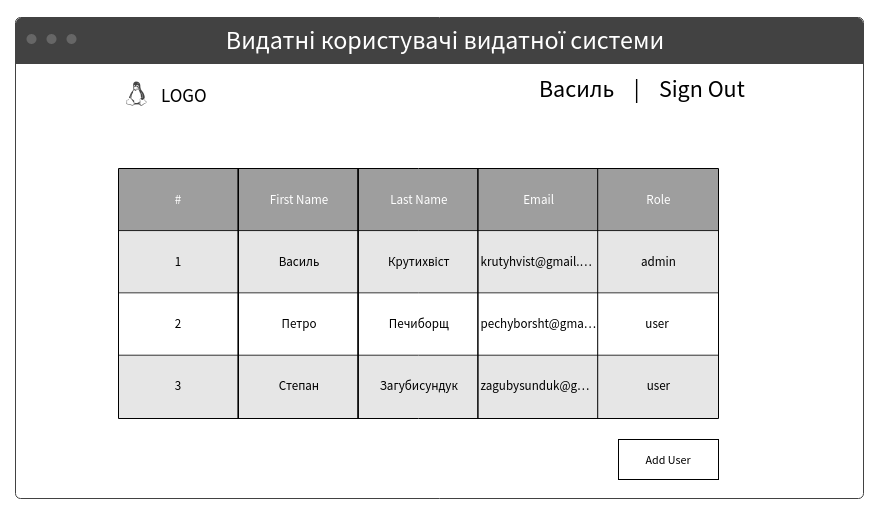 Видатні користувачі видатної системи
LOGO
Василь | Sign Out
# First Name Last Name Email Role
1 Василь Крутихвіст krutyhvist@gmail.… admin
2 Петро Печиборщ pechyborsht@gma… user
3 Степан Загубисундук zagubysunduk@g… user
Add User